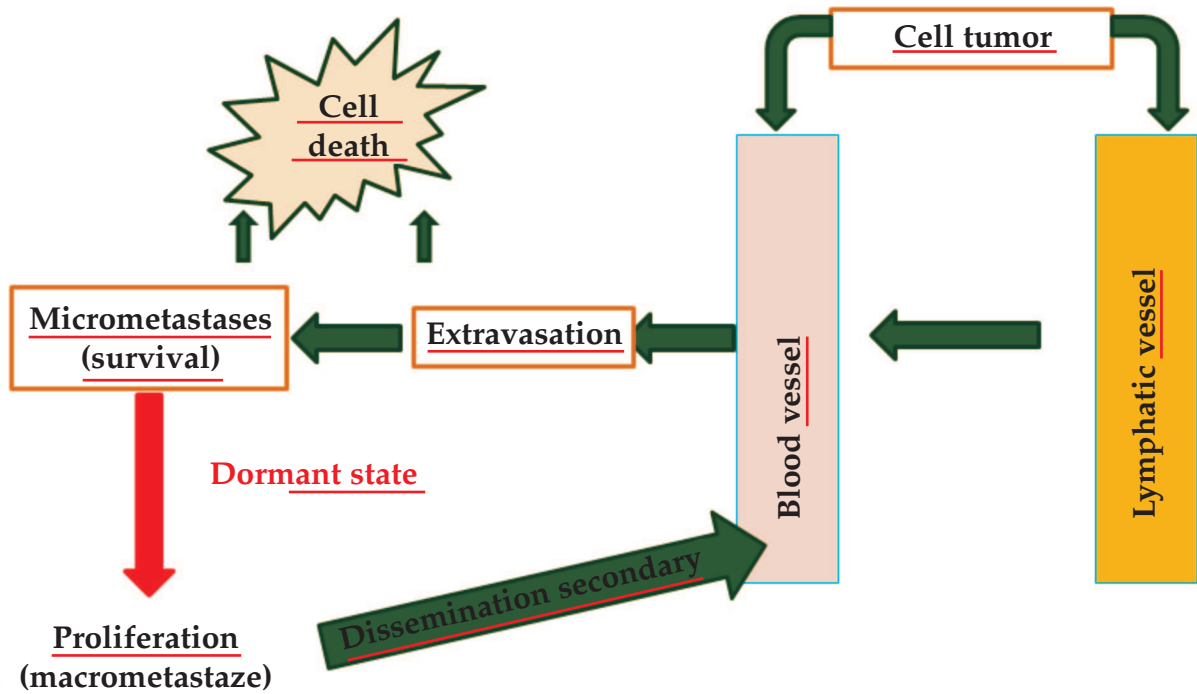 Cell tumor
Cell
death
Micrometastases
(survival)
Extravasation
Blood vessel
Lymphatic vessel
Dormant state
Dissemination secondary
Proliferation
(macrometastaze)